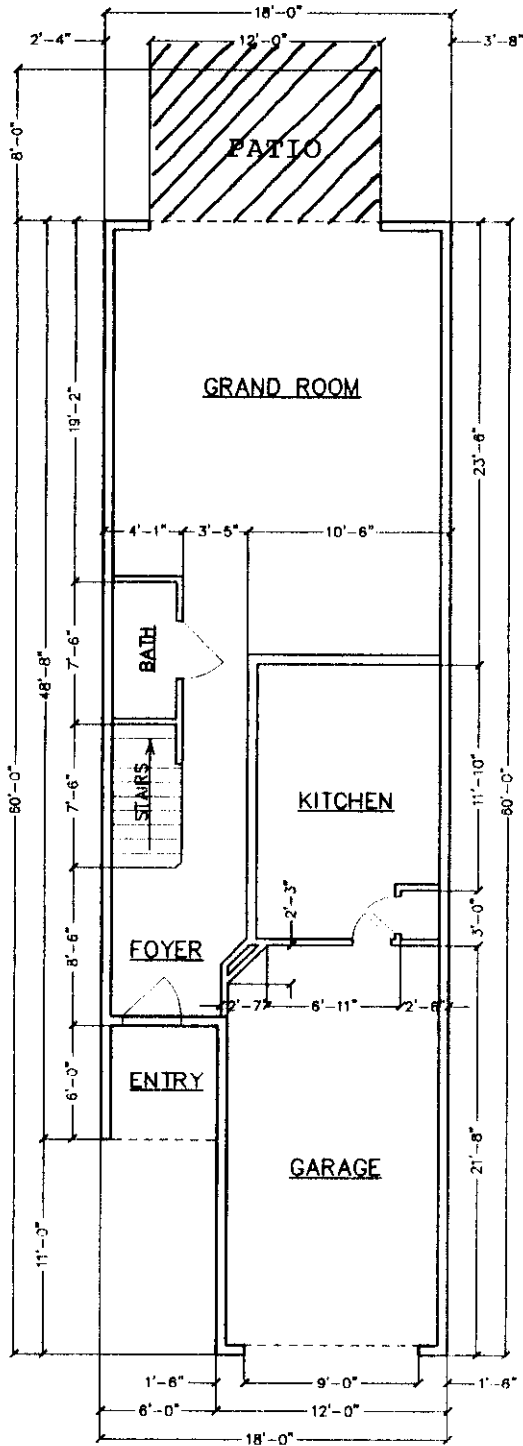 18'-0"
2'-4" 12'-0" 3'-8"
8'-0"
PATIO
GRAND ROOM
19'-2"
23'-6"
4'-1" 3'-5" 10'-6"
BATH
7'-6"
48'-8"
60'-0"
60'-0"
STAIRS
7'-6"
KITCHEN
11'-10"
2'-3"
3'-0"
FOYER
8'-6"
2'-7" 6'-11" 2'-6"
ENTRY
6'-0"
GARAGE
21'-8"
11'-0"
1'-6" 9'-0" 1'-6"
6'-0" 12'-0"
18'-0"